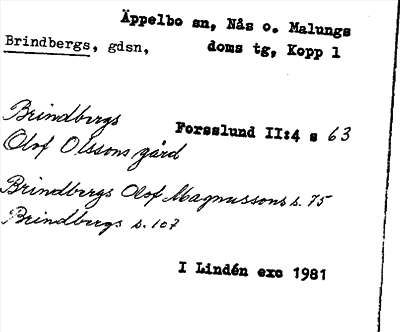 Äppelbo sn, Nås o. Malungs
Brindbergs, gdsn, doms tg, Kopp l
Brindbergs
Forsslund II:4 s 63
Olof Olssons gård
Brindbergs Olof Magnussons s. 75
Brindbergs s. 107
I Lindén exc 1981